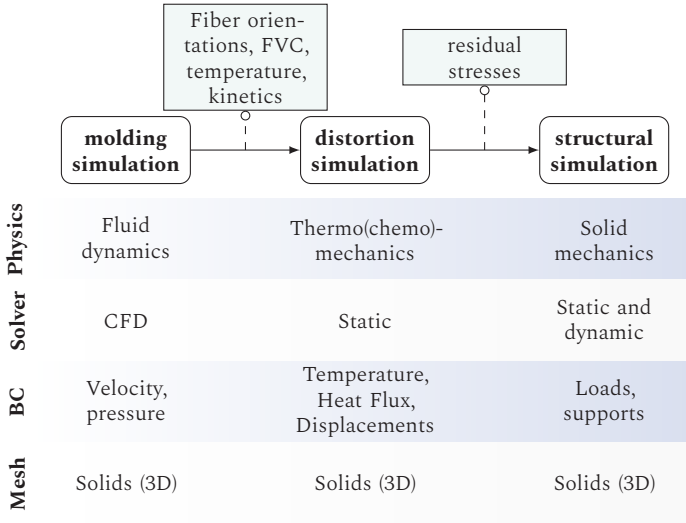 Fiber orien-
tations, FVC,
temperature,
kinetics
residual
stresses
molding
simulation
distortion
simulation
structural
simulation
Physics
Fluid
dynamics
Thermo(chemo)-
mechanics
Solid
mechanics
Solver
CFD
Static
Static and
dynamic
BC
Velocity,
pressure
Temperature,
Heat Flux,
Displacements
Loads,
supports
Mesh
Solids (3D)
Solids (3D)
Solids (3D)